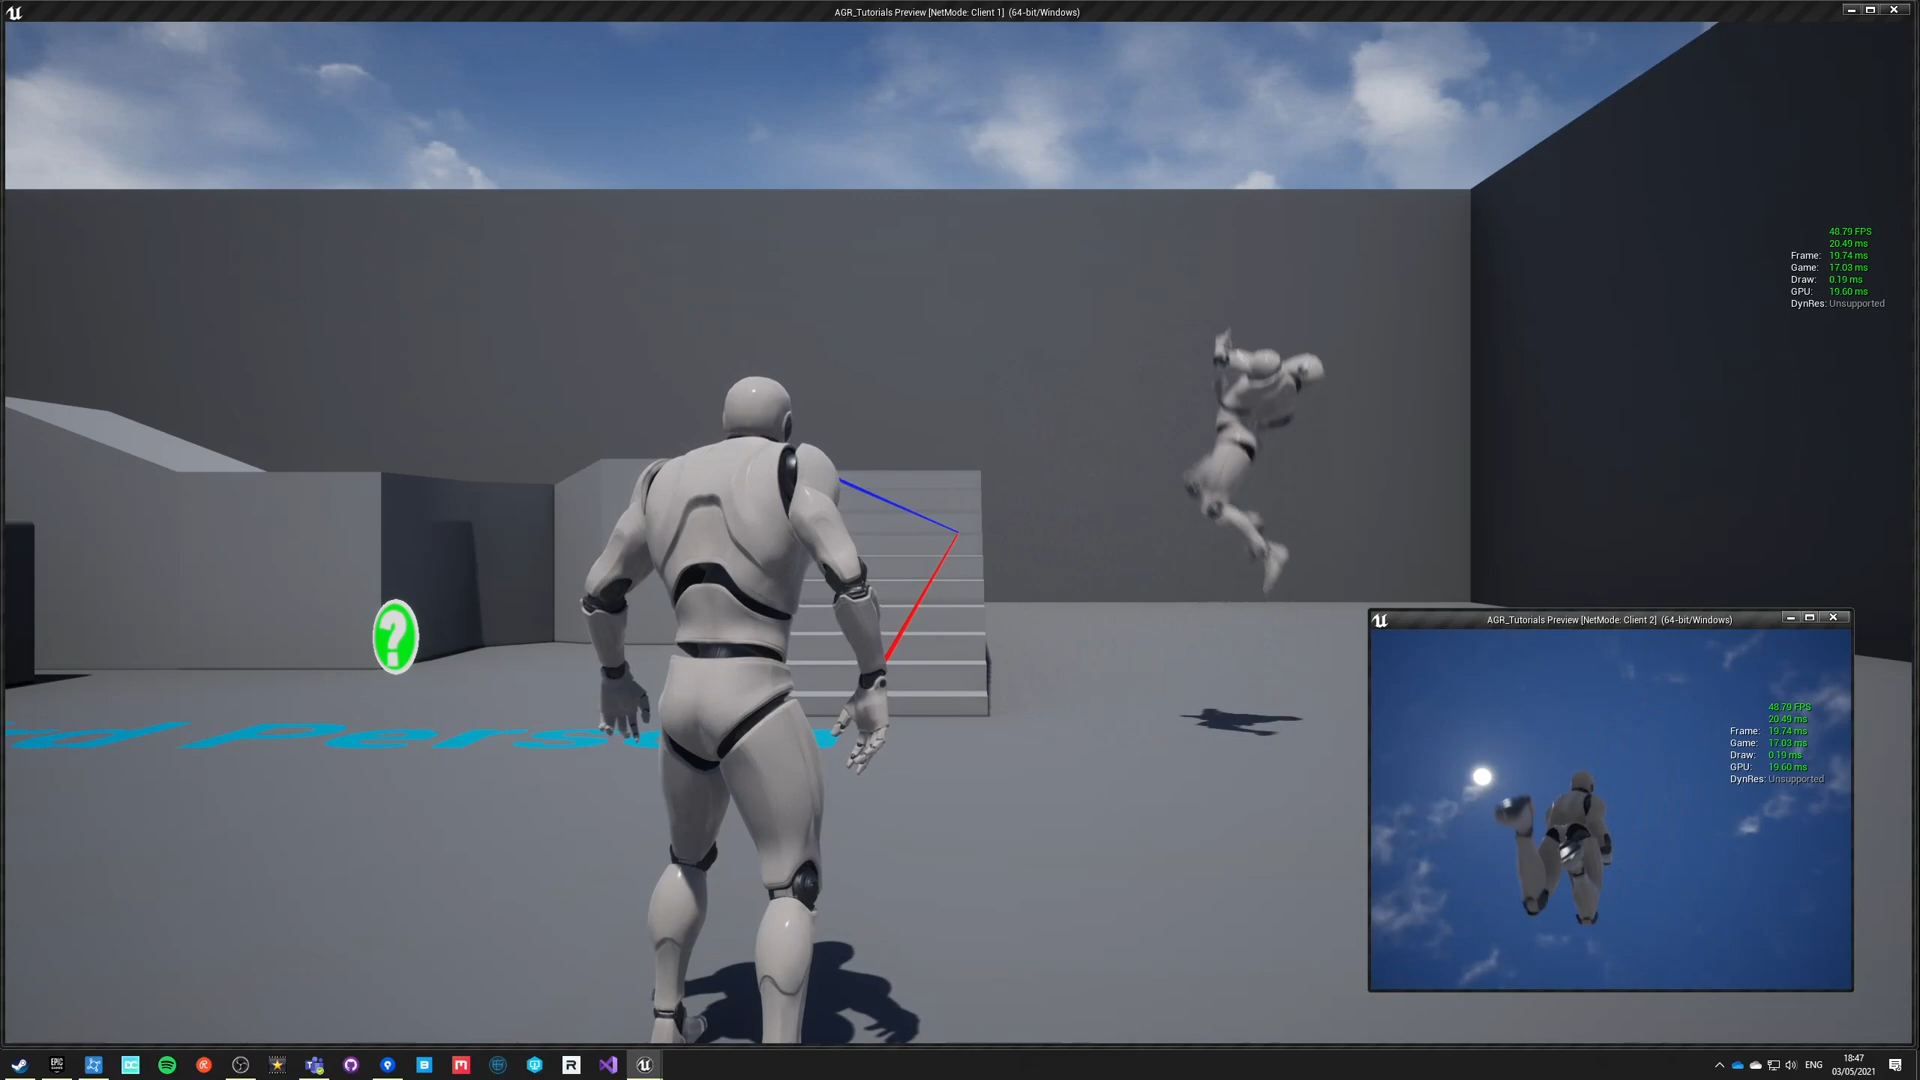 AGR_Tutorials Preview [NetMode: Client 1] (64-bit/Windows)
48.79 FPS
20.49 ms
Frame: 19.74 ms
Game: 17.03 ms
Draw: 0.19 ms
GPU: 19.60 ms
DynRes: Unsupported
?
AGR_Tutorials Preview [NetMode: Client 2] (64-bit/Windows)
48.79 FPS
20.49 ms
Frame: 19.74 ms
Game: 17.03 ms
Draw: 0.19 ms
GPU: 19.60 ms
DynRes: Unsupported
EPIC
DC
B
M
R
ENG
18:47
03/05/2021